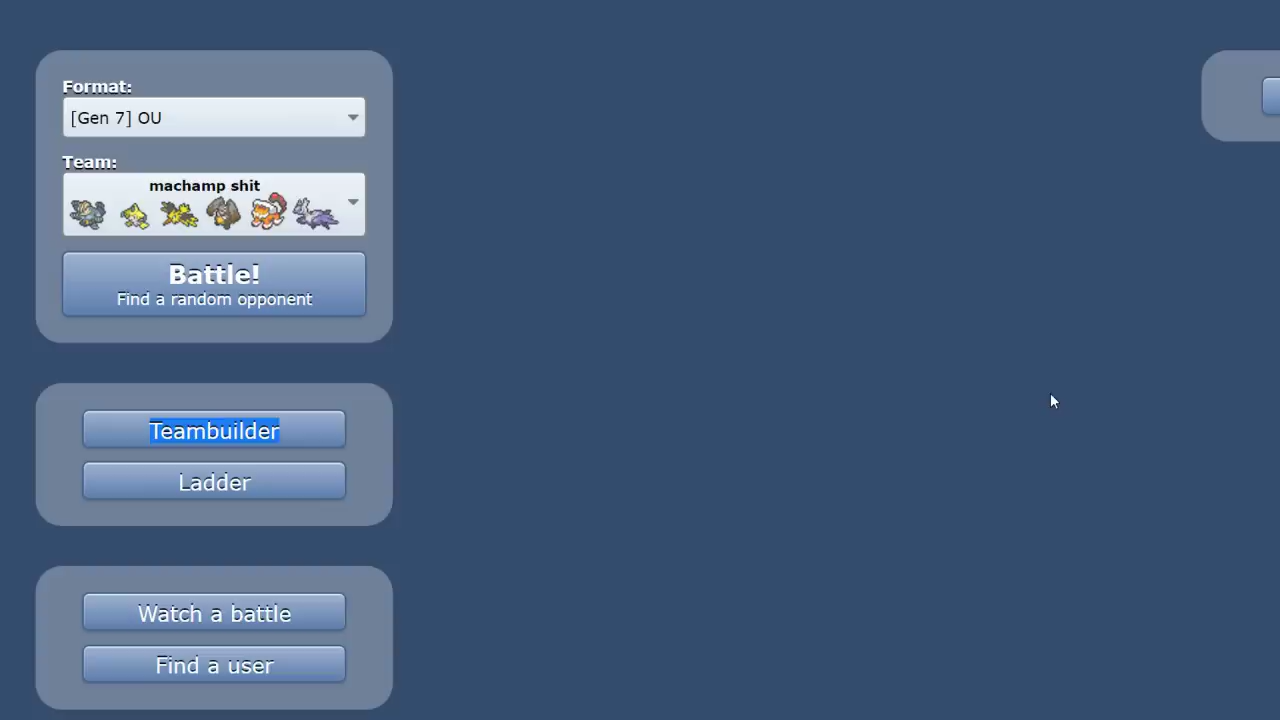 Format:
[Gen 7] OU
Team:
machamp shit
Battle!
Find a random opponent
Teambuilder
Ladder
Watch a battle
Find a user